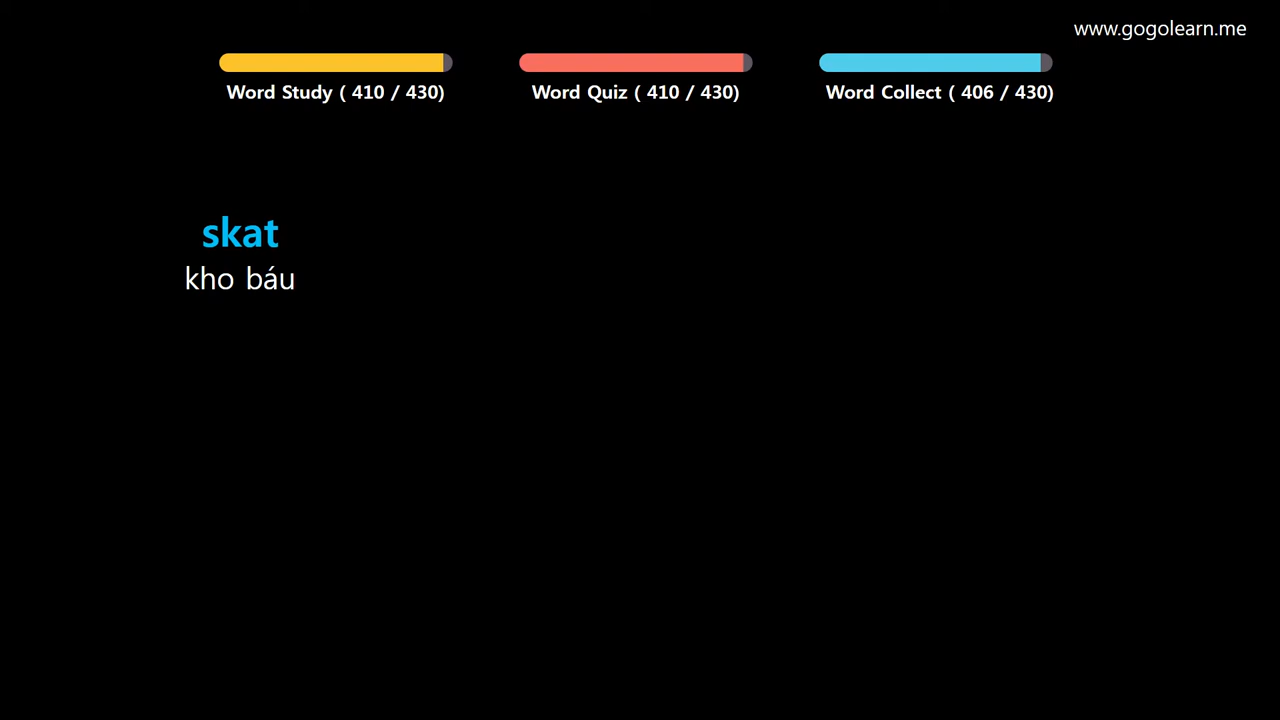 www.gogolearn.me
Word Study ( 410 / 430)
Word Quiz ( 410 / 430)
Word Collect ( 406 / 430)
skat
kho báu